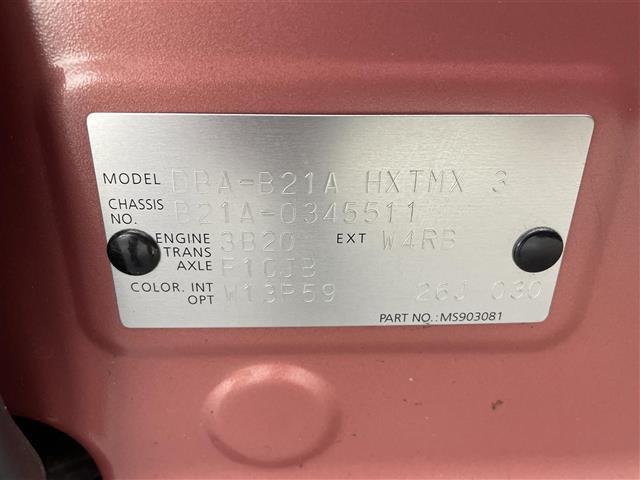 MODEL DBA-B21A HXTMX 3
CHASSIS NO. B21A-0345511
ENGINE 3B20 EXT W4RB
TRANS AXLE F1CJB
COLOR. INT OPT W13P59 26J 030
PART NO.: MS903081